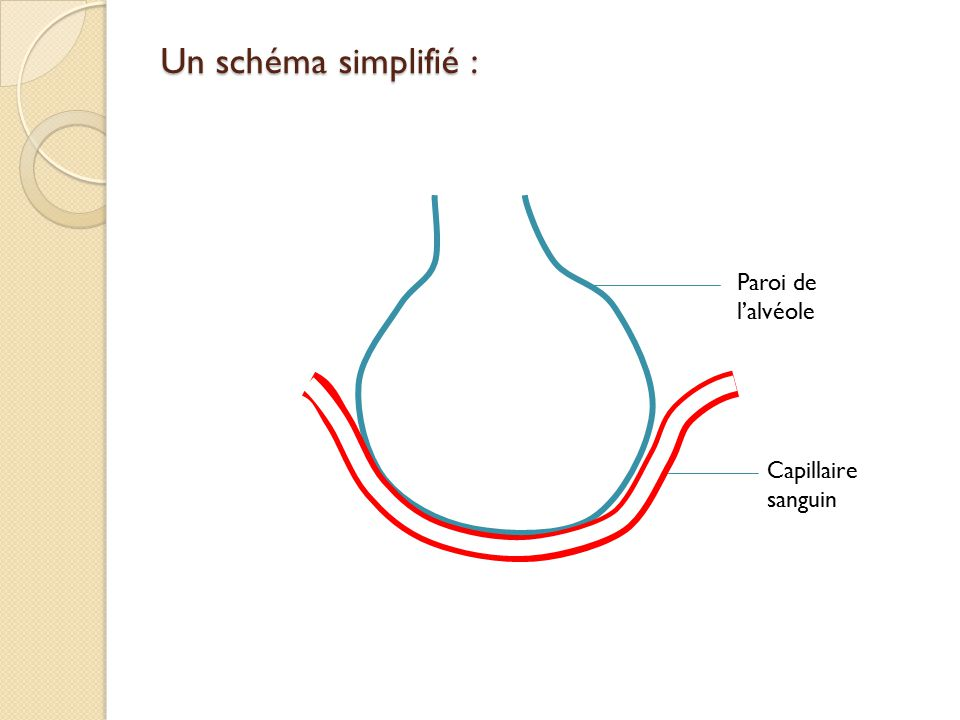 Un schéma simplifié :
Paroi de
l’alvéole
Capillaire
sanguin